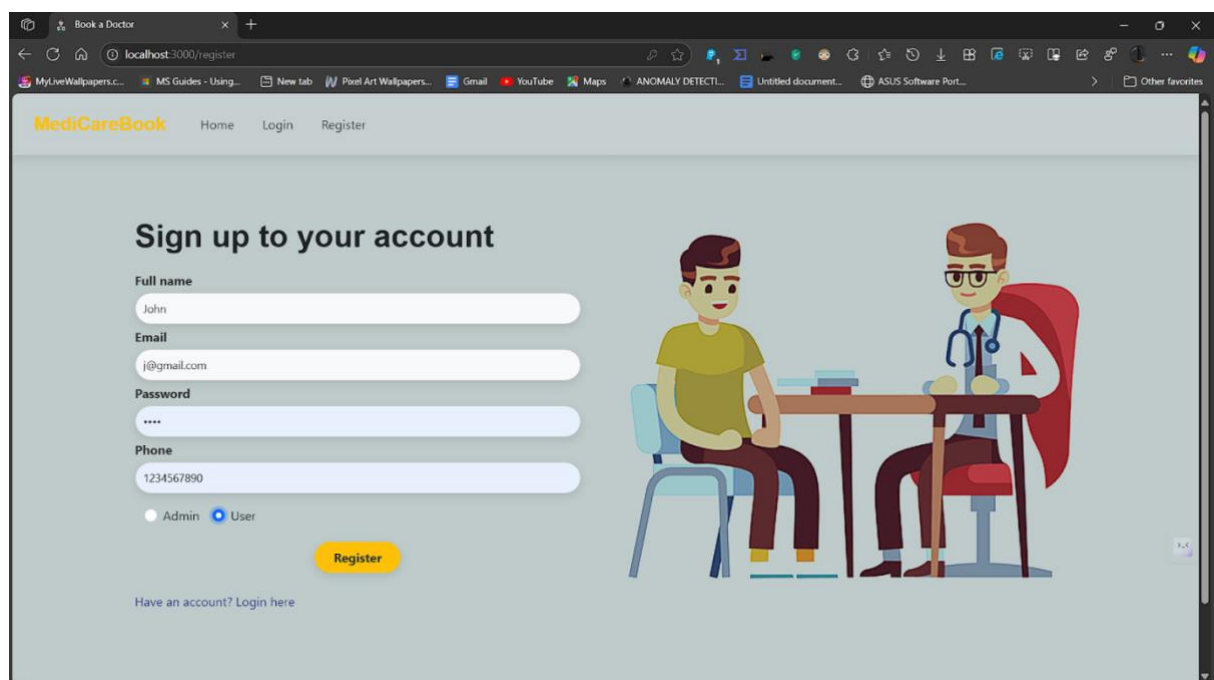 Book a Doctor
localhost:3000/register
MyLiveWallpapers.c... MS Guides - Using... New tab Pixel Art Wallpapers... Gmail YouTube Maps ANOMALY DETECTI... Untitled document... ASUS Software Port... Other favorites
MediCareBook Home Login Register
Sign up to your account
Full name
John
Email
j@gmail.com
Password
••••
Phone
1234567890
Admin User
Register
Have an account? Login here